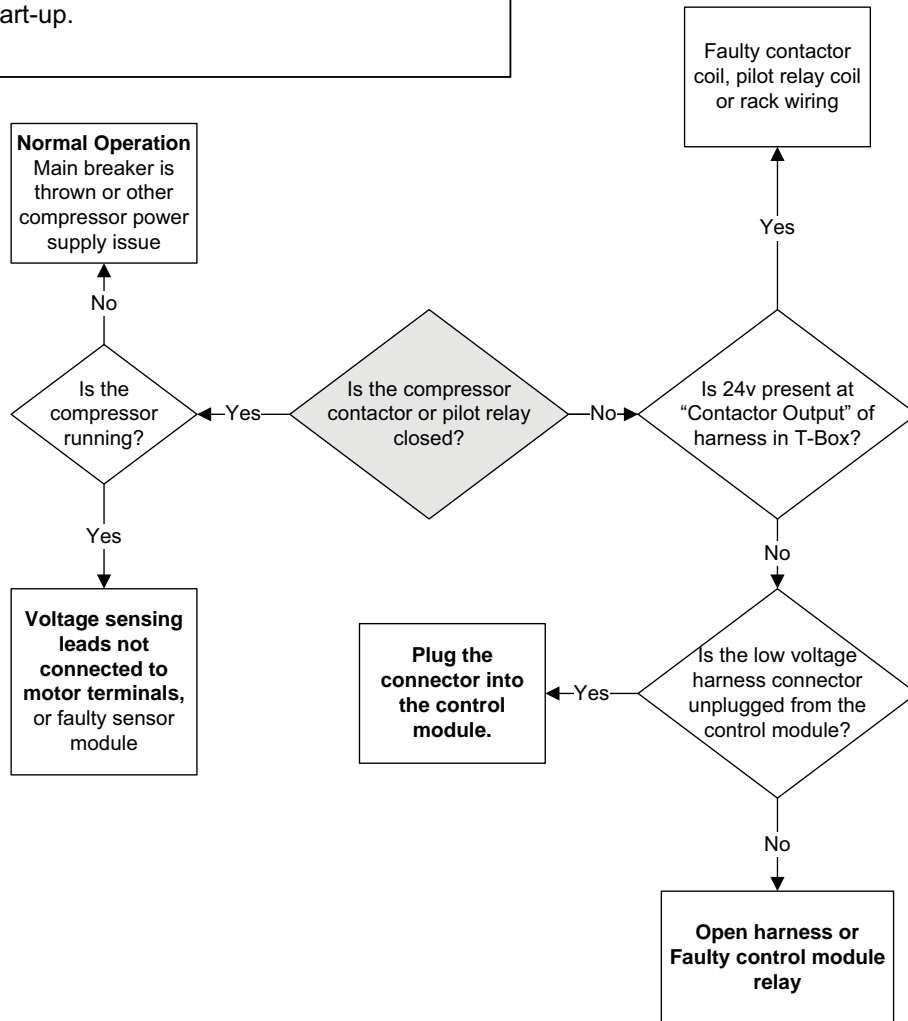 art-up.
Faulty contactor
coil, pilot relay coil
or rack wiring
Normal Operation
Main breaker is
thrown or other
compressor power
supply issue
Yes
No
Is the
compressor
running?
Yes
Is the compressor
contactor or pilot relay
closed?
No
Is 24v present at
“Contactor Output” of
harness in T-Box?
Yes
No
Voltage sensing
leads not
connected to
motor terminals,
or faulty sensor
module
Plug the
connector into
the control
module.
Yes
Is the low voltage
harness connector
unplugged from the
control module?
No
Open harness or
Faulty control module
relay